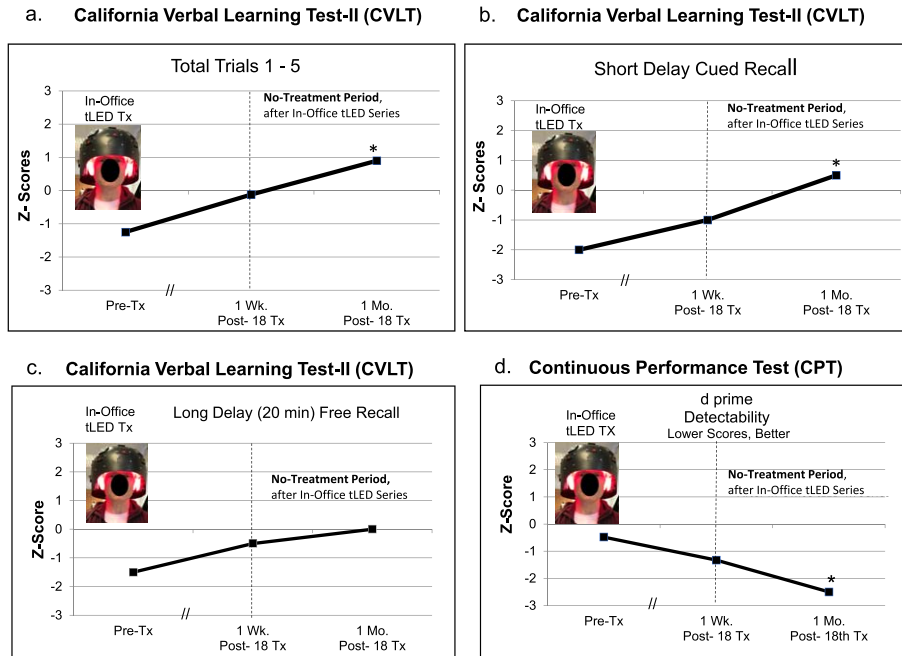 a. California Verbal Learning Test-II (CVLT)
Total Trials 1 - 5
In-Office
tLED Tx
No-Treatment Period,
after In-Office tLED Series
*
Z- Scores
3
2
1
0
-1
-2
-3
Pre-Tx
//
1 Wk.
Post- 18 Tx
1 Mo.
Post- 18 Tx
b. California Verbal Learning Test-II (CVLT)
Short Delay Cued Recall
In-Office
tLED Tx
No-Treatment Period,
after In-Office tLED Series
*
Z- Scores
3
2
1
0
-1
-2
-3
Pre-Tx
//
1 Wk.
Post- 18 Tx
1 Mo.
Post- 18 Tx
c. California Verbal Learning Test-II (CVLT)
Long Delay (20 min) Free Recall
In-Office
tLED Tx
No-Treatment Period,
after In-Office tLED Series
Z-Score
3
2
1
0
-1
-2
-3
Pre-Tx
//
1 Wk.
Post- 18 Tx
1 Mo.
Post- 18 Tx
d. Continuous Performance Test (CPT)
d prime
Detectability
Lower Scores, Better
In-Office
tLED TX
No-Treatment Period,
after In-Office tLED Series
*
Z-Score
3
2
1
0
-1
-2
-3
Pre-Tx
//
1 Wk.
Post- 18 Tx
1 Mo.
Post- 18th Tx